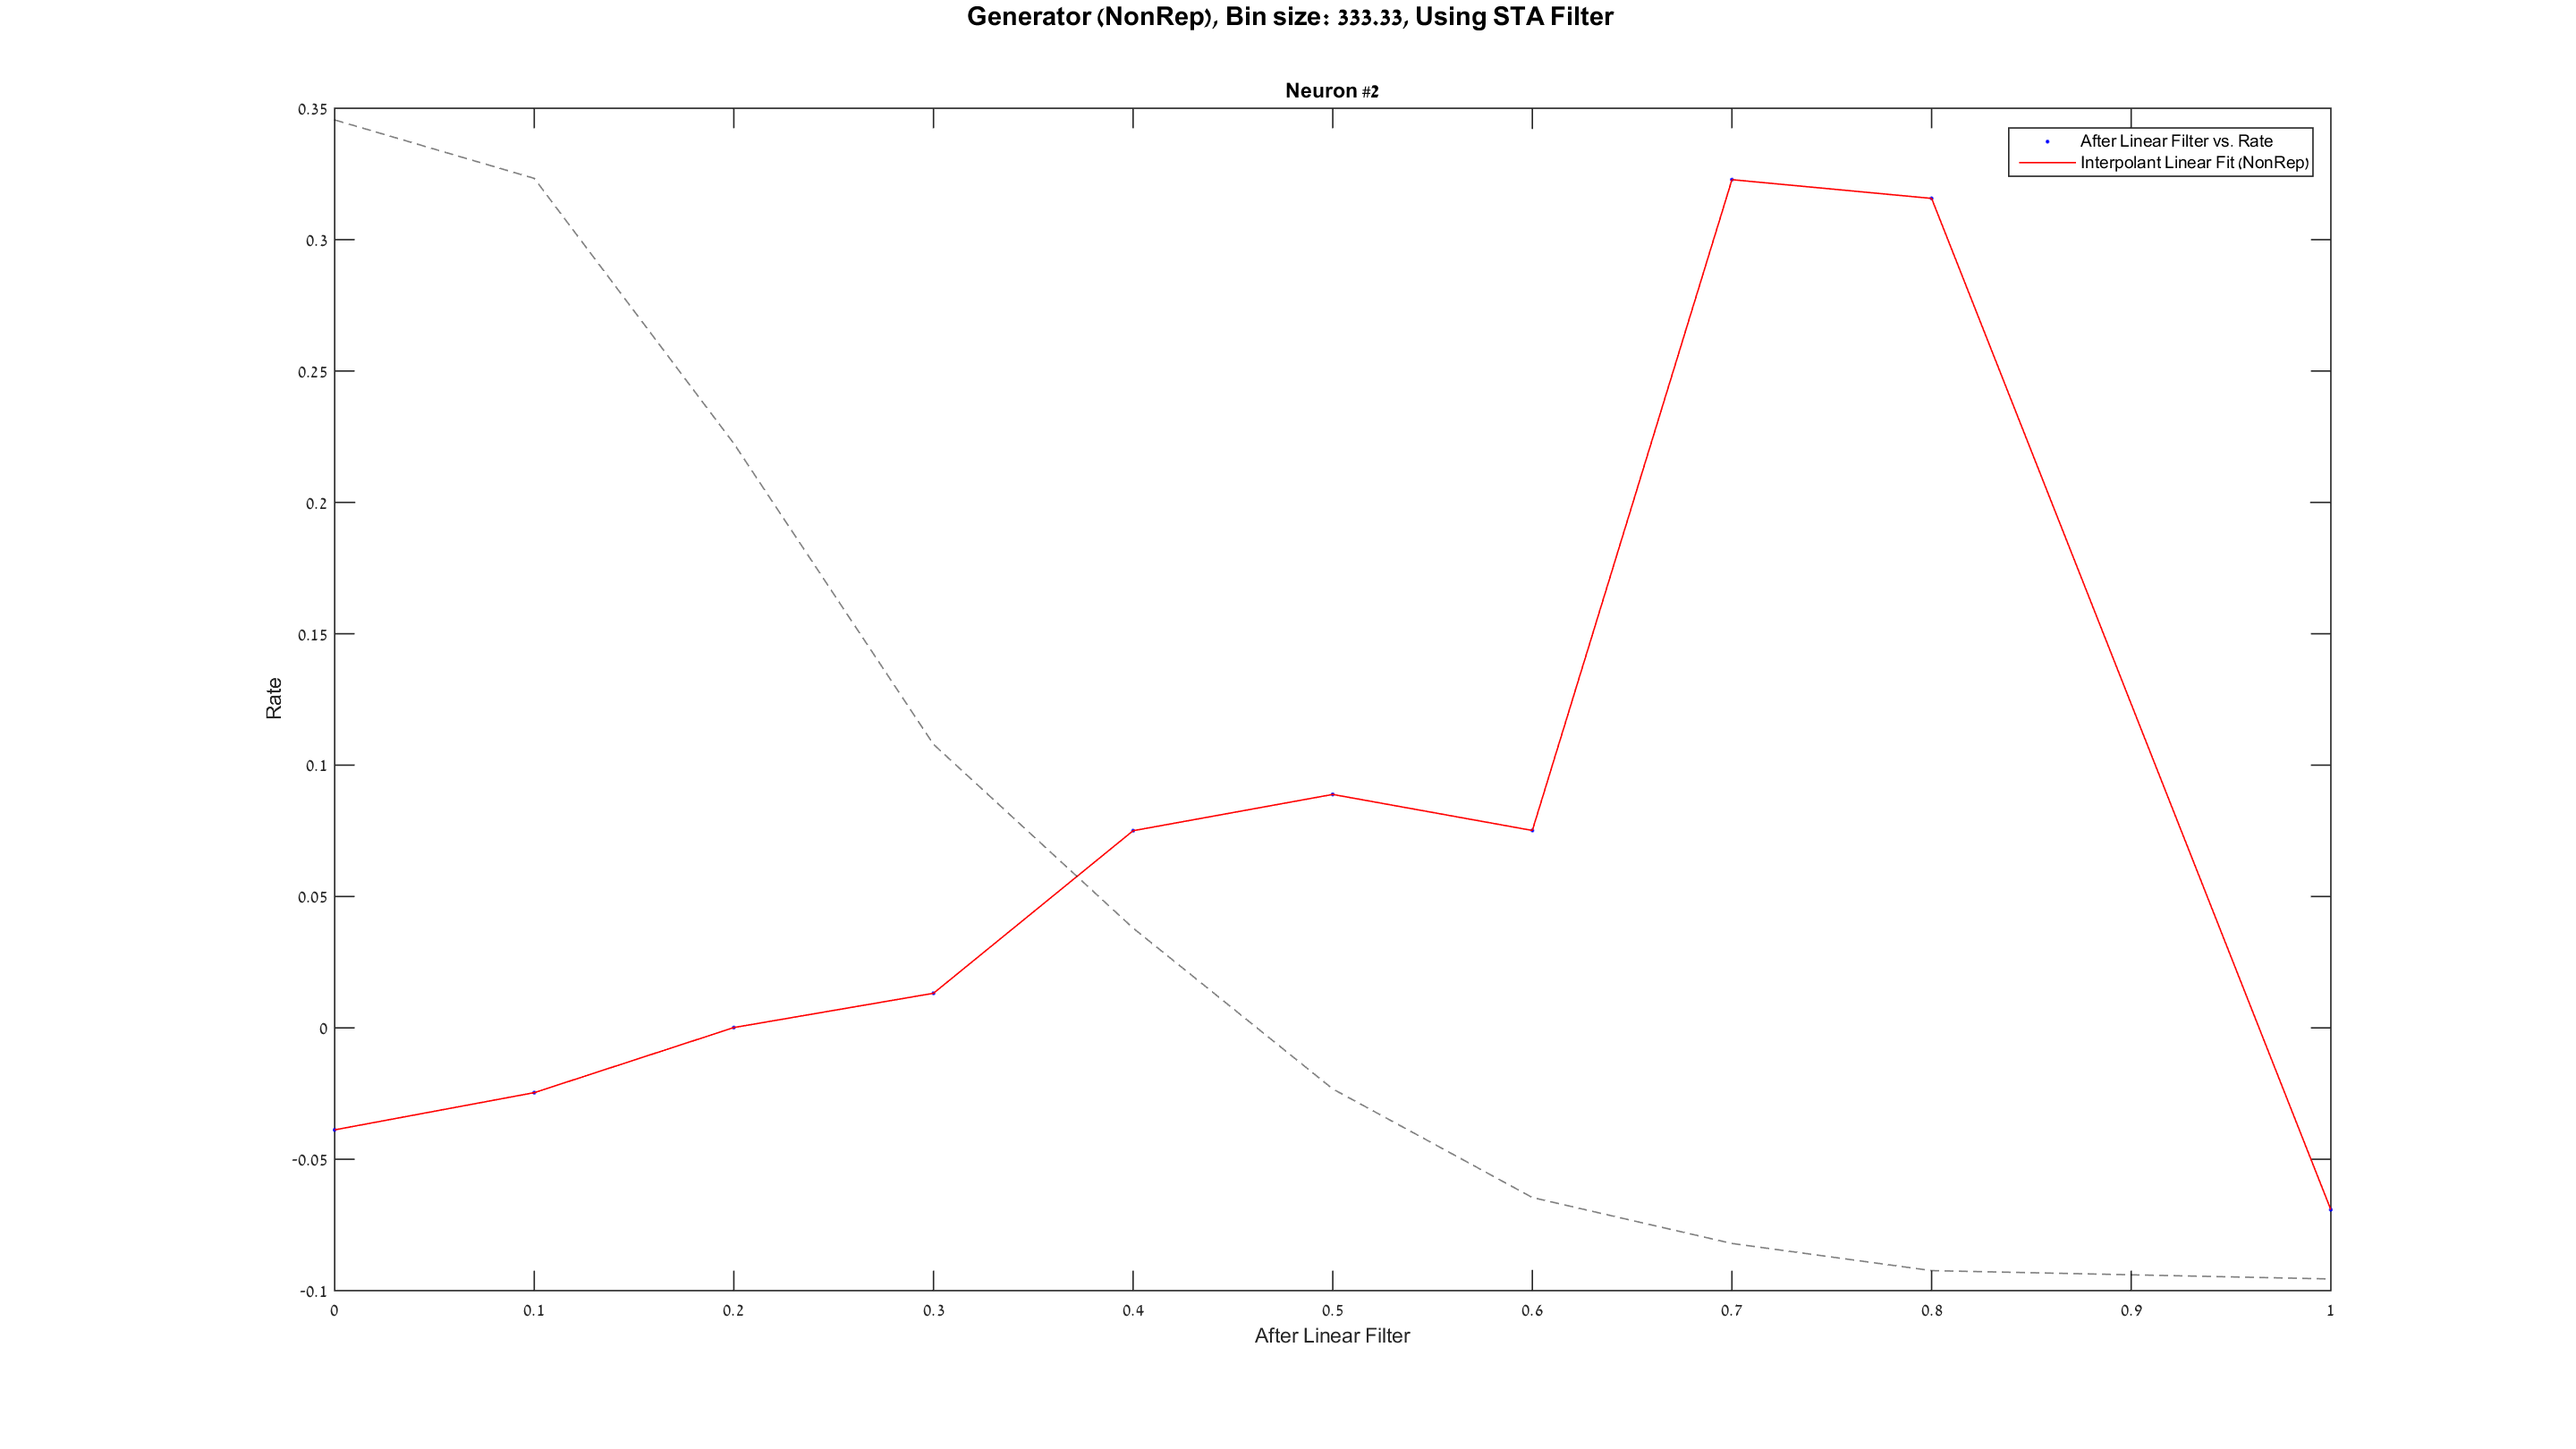 Generator (NonRep), Bin size: 333.33, Using STA Filter
Neuron #2
After Linear Filter vs. Rate
Interpolant Linear Fit (NonRep)
0.35
0.3
0.25
0.2
0.15
0.1
0.05
0
-0.05
-0.1
Rate
0 0.1 0.2 0.3 0.4 0.5 0.6 0.7 0.8 0.9 1
After Linear Filter